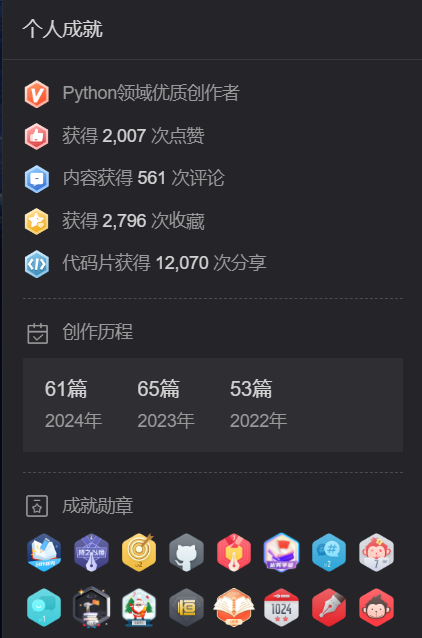 个人成就
Python领域优质创作者
获得 2,007 次点赞
内容获得 561 次评论
获得 2,796 次收藏
代码片获得 12,070 次分享
创作历程
61篇 65篇 53篇
2024年 2023年 2022年
成就勋章
持之以恒
1024